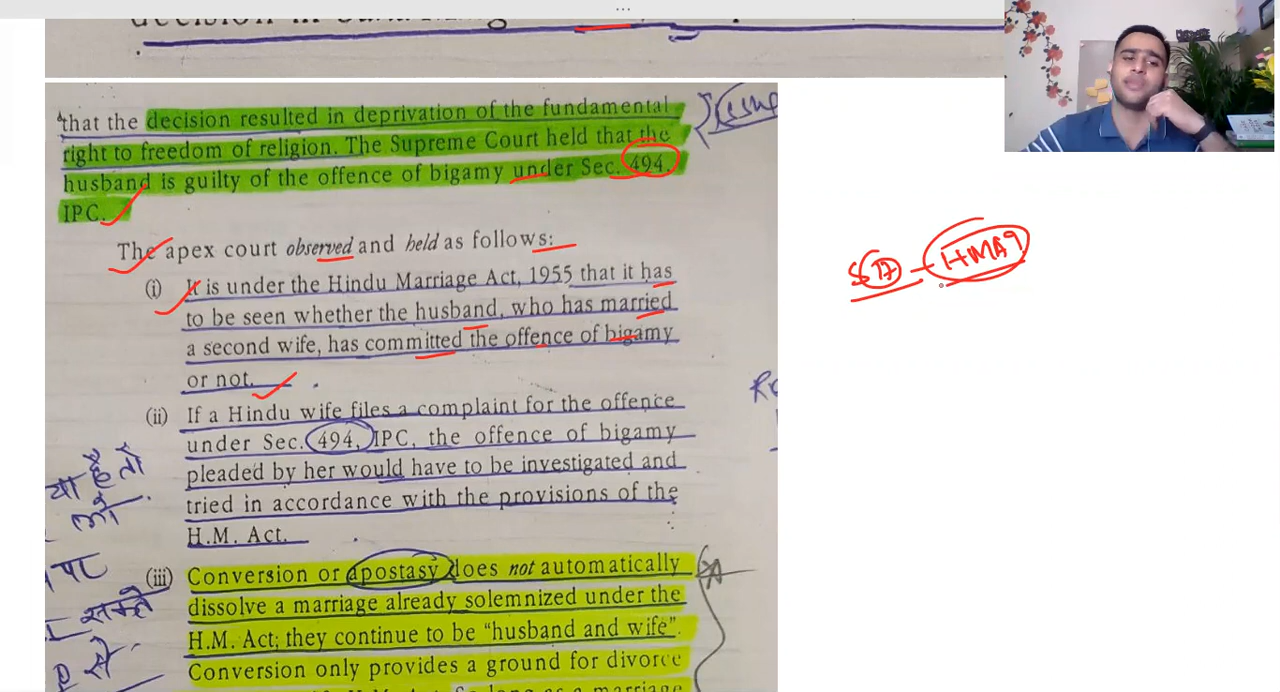 that the decision resulted in deprivation of the fundamental
right to freedom of religion. The Supreme Court held that the
husband is guilty of the offence of bigamy under Sec. 494.
IPC.
The apex court observed and held as follows:
(i) It is under the Hindu Marriage Act, 1955 that it has
to be seen whether the husband, who has married
a second wife, has committed the offence of bigamy
or not.
(ii) If a Hindu wife files a complaint for the offence
under Sec. 494, IPC, the offence of bigamy
pleaded by her would have to be investigated and
tried in accordance with the provisions of the
H.M. Act.
(iii) Conversion or apostasy does not automatically
dissolve a marriage already solemnized under the
H.M. Act; they continue to be "husband and wife".
Conversion only provides a ground for divorce
S 17 - HMA